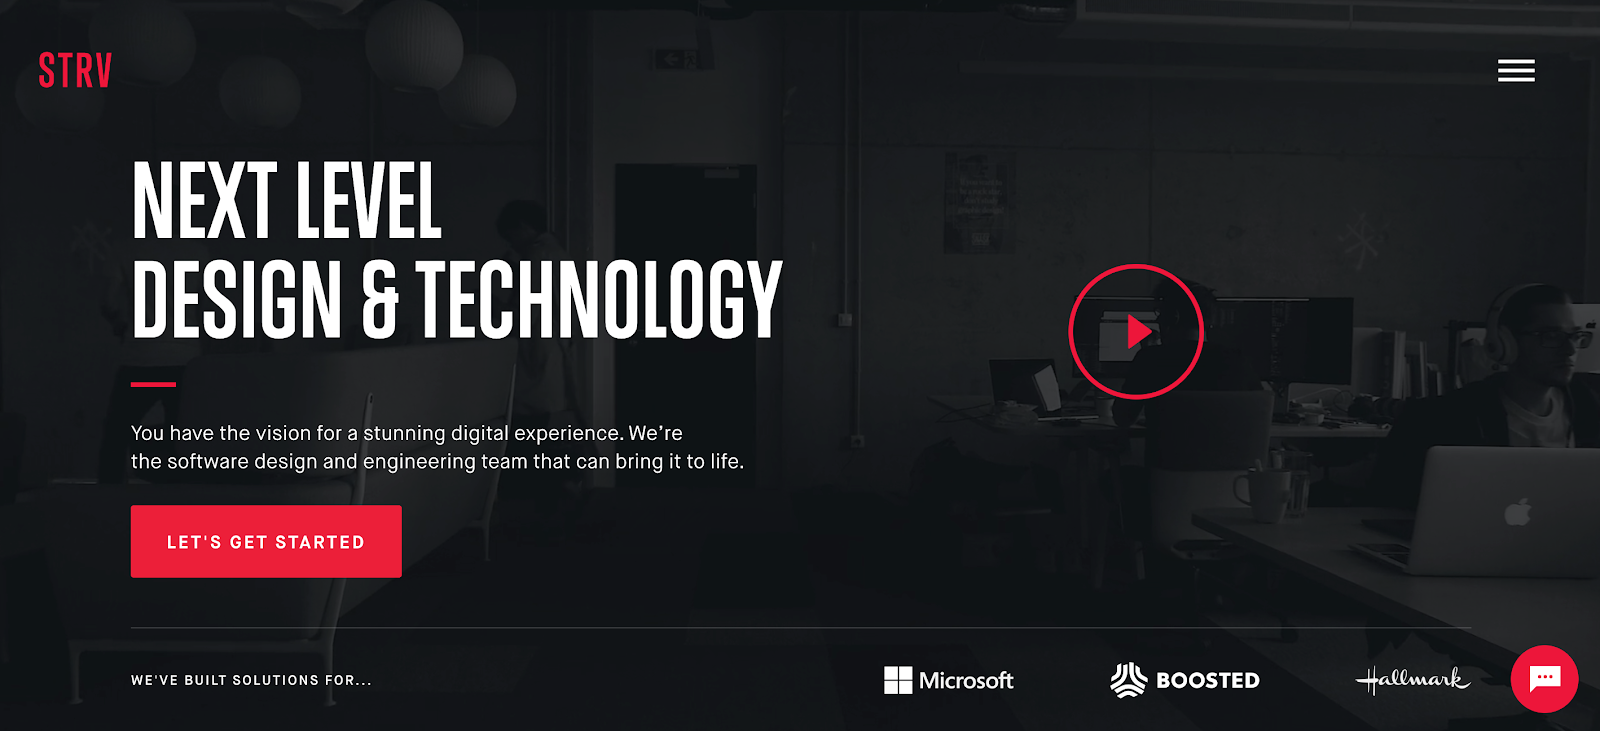 STRV
NEXT LEVEL
DESIGN & TECHNOLOGY
You have the vision for a stunning digital experience. We’re
the software design and engineering team that can bring it to life.
LET'S GET STARTED
WE'VE BUILT SOLUTIONS FOR...
Microsoft
BOOSTED
Hallmark